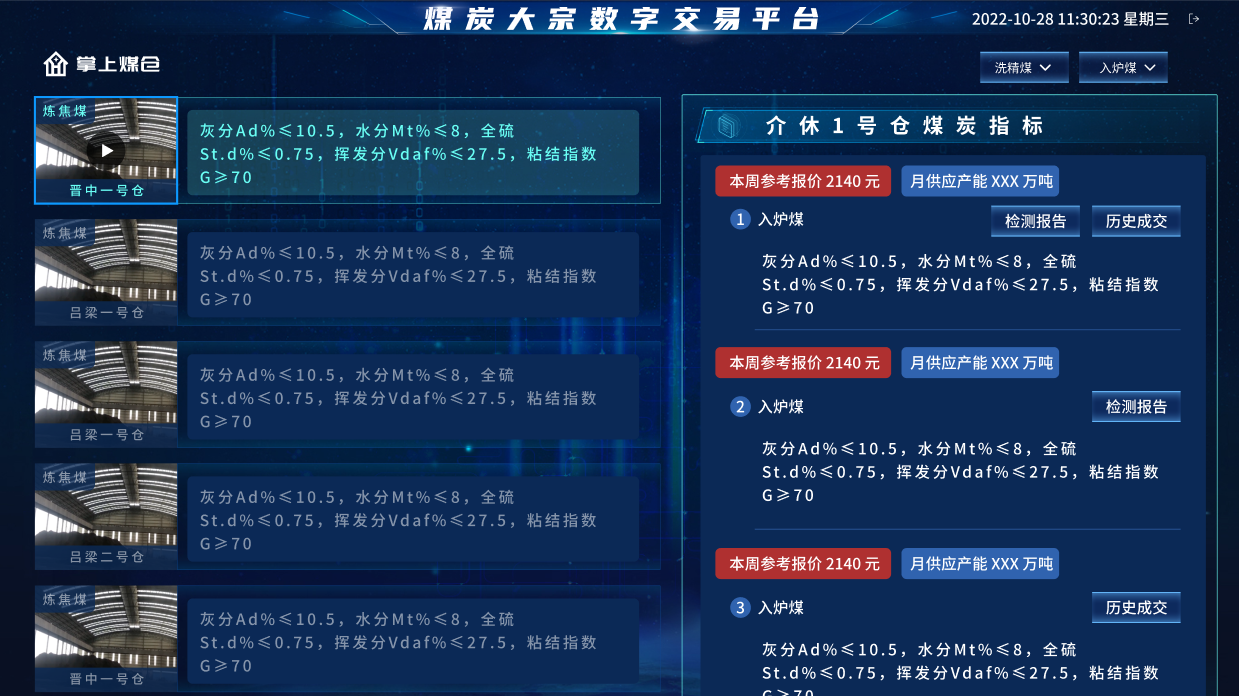 煤炭大宗数字交易平台
2022-10-28 11:30:23 星期三
掌上煤仓
洗精煤
入炉煤
炼焦煤
晋中一号仓
灰分Ad%≤10.5，水分Mt%≤8，全硫
St.d%≤0.75，挥发分Vdaf%≤27.5，粘结指数
G≥70
炼焦煤
吕梁一号仓
灰分Ad%≤10.5，水分Mt%≤8，全硫
St.d%≤0.75，挥发分Vdaf%≤27.5，粘结指数
G≥70
炼焦煤
吕梁一号仓
灰分Ad%≤10.5，水分Mt%≤8，全硫
St.d%≤0.75，挥发分Vdaf%≤27.5，粘结指数
G≥70
炼焦煤
吕梁二号仓
灰分Ad%≤10.5，水分Mt%≤8，全硫
St.d%≤0.75，挥发分Vdaf%≤27.5，粘结指数
G≥70
炼焦煤
晋中一号仓
灰分Ad%≤10.5，水分Mt%≤8，全硫
St.d%≤0.75，挥发分Vdaf%≤27.5，粘结指数
G≥70
介休1号仓煤炭指标
本周参考报价 2140 元
月供应产能 XXX 万吨
1 入炉煤
检测报告
历史成交
灰分Ad%≤10.5，水分Mt%≤8，全硫
St.d%≤0.75，挥发分Vdaf%≤27.5，粘结指数
G≥70
本周参考报价 2140 元
月供应产能 XXX 万吨
2 入炉煤
检测报告
灰分Ad%≤10.5，水分Mt%≤8，全硫
St.d%≤0.75，挥发分Vdaf%≤27.5，粘结指数
G≥70
本周参考报价 2140 元
月供应产能 XXX 万吨
3 入炉煤
历史成交
灰分Ad%≤10.5，水分Mt%≤8，全硫
St.d%≤0.75，挥发分Vdaf%≤27.5，粘结指数
G≥70